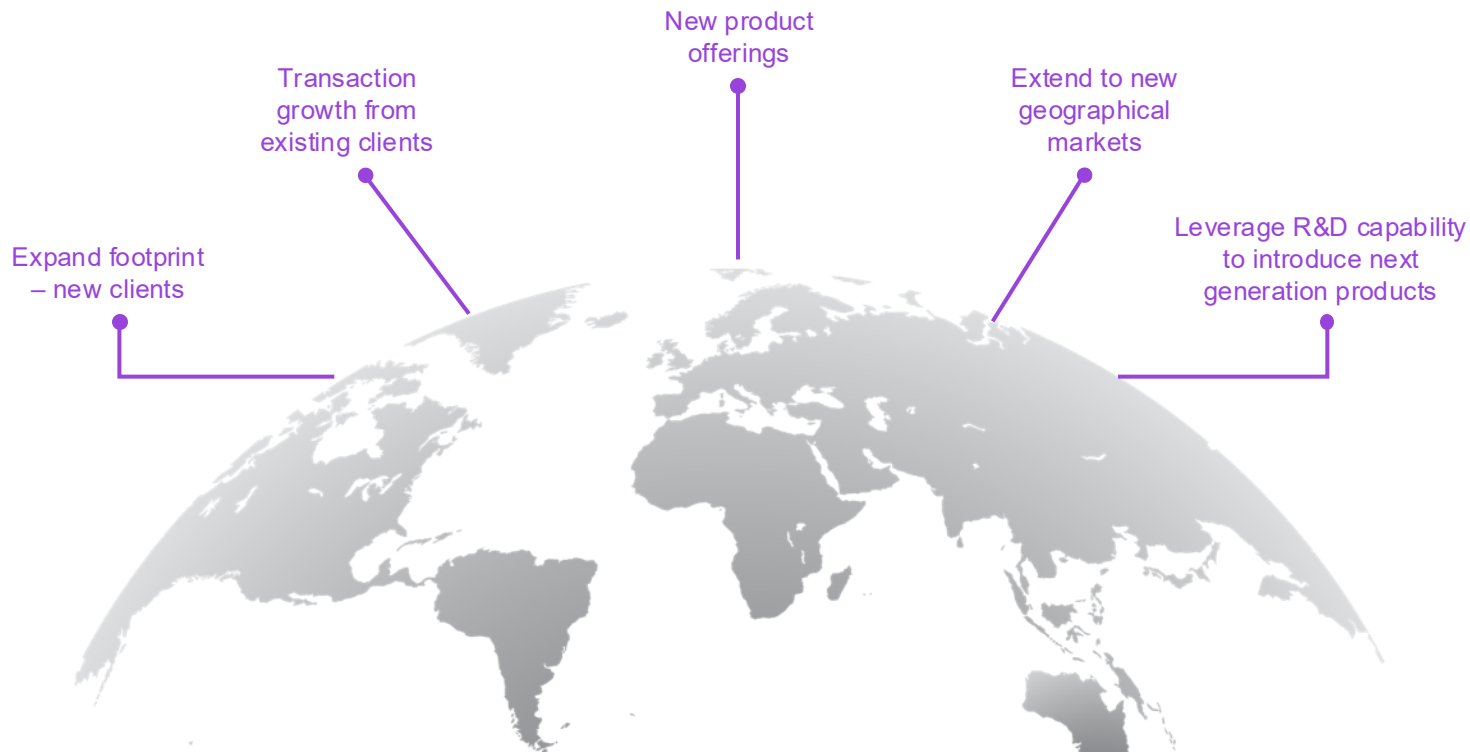 New product
offerings
Transaction
growth from
existing clients
Extend to new
geographical
markets
Expand footprint
– new clients
Leverage R&D capability
to introduce next
generation products